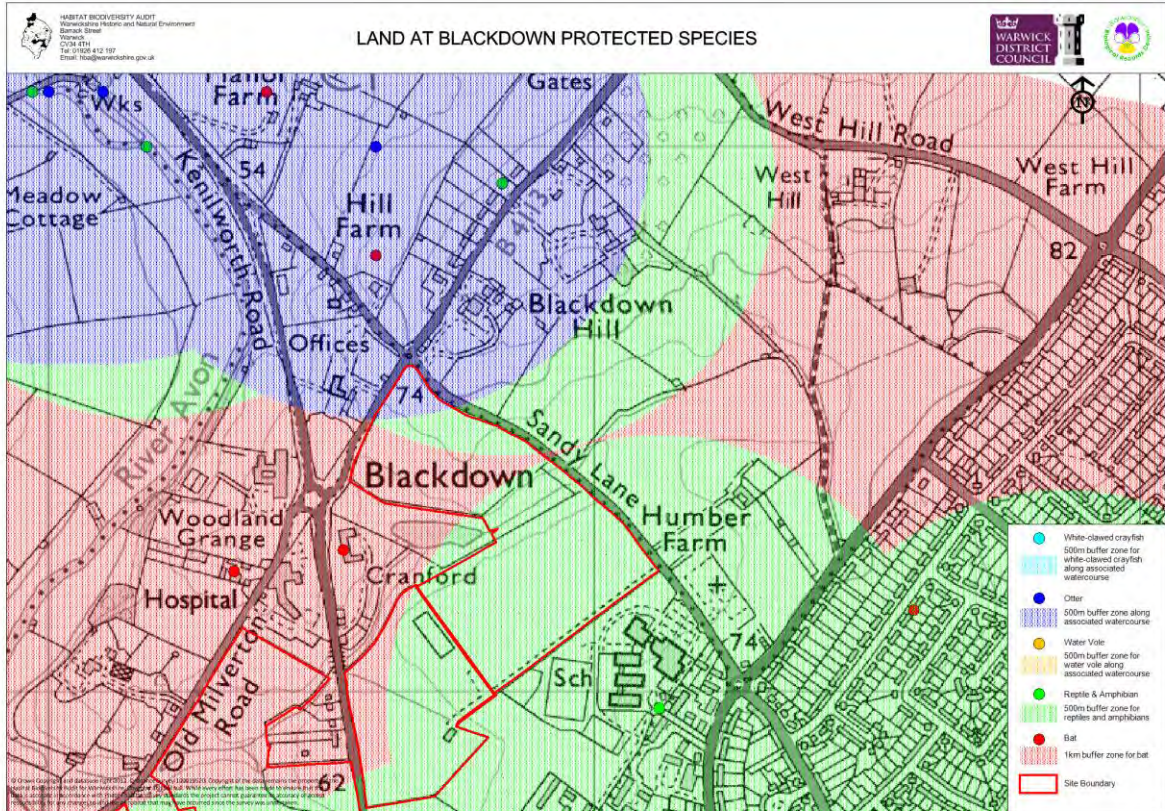 HABITAT BIODIVERSITY AUDIT
Warwickshire Historic and Natural Environment
Barrack Street
Warwick
CV34 4TH
Tel: 01926 412 197
Email: hba@warwickshire.gov.uk
LAND AT BLACKDOWN PROTECTED SPECIES
WARWICK
DISTRICT
COUNCIL
N
Wks
Farm
Gates
West Hill Road
54
Kenilworth Road
Meadow
Cottage
Hill
Farm
B 4113
West
Hill
West Hill
Farm
82
Blackdown
Hill
Offices
74
River Avon
Sandy Lane
Blackdown
Woodland
Grange
Humber
Farm
Cranford
Hospital
Old Milverton
Road
Sch
74
62
White-clawed crayfish
500m buffer zone for
white-clawed crayfish
along associated
watercourse
Otter
500m buffer zone along
associated watercourse
Water Vole
500m buffer zone for
water vole along
associated watercourse
Reptile & Amphibian
500m buffer zone for
reptiles and amphibians
Bat
1km buffer zone for bat
Site Boundary